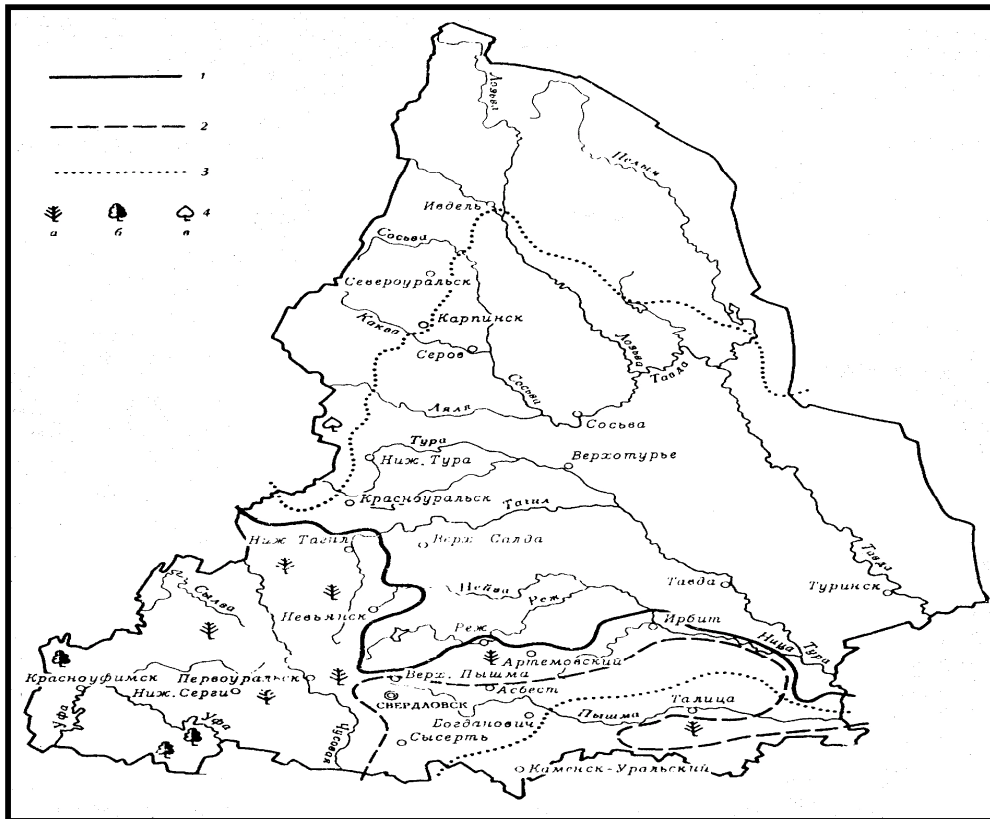 1
2
3
4
а
б
в
Лозьва
Пелым
Ивдель
Сосьва
Североуральск
Карпинск
Каква
Серов
Лозьва
Тавда
Сосьва
Ляля
Сосьва
Тура
Ниж. Тура
Верхотурье
Красноуральск
Тагил
Ниж Тагил
Верх Салда
Тавда
Тавда
Туринск
Нейва
Реж
Сылва
Невьянск
Реж
Ирбит
Ница
Тура
Артемовский
Красноуфимск
Первоуральск
Верх. Пышма
Ниж. Серги
Асбест
СВЕРДЛОВСК
Талица
Уфа
Уфа
Чусовая
Богданович
Пышма
Сысерть
Каменск-Уральский